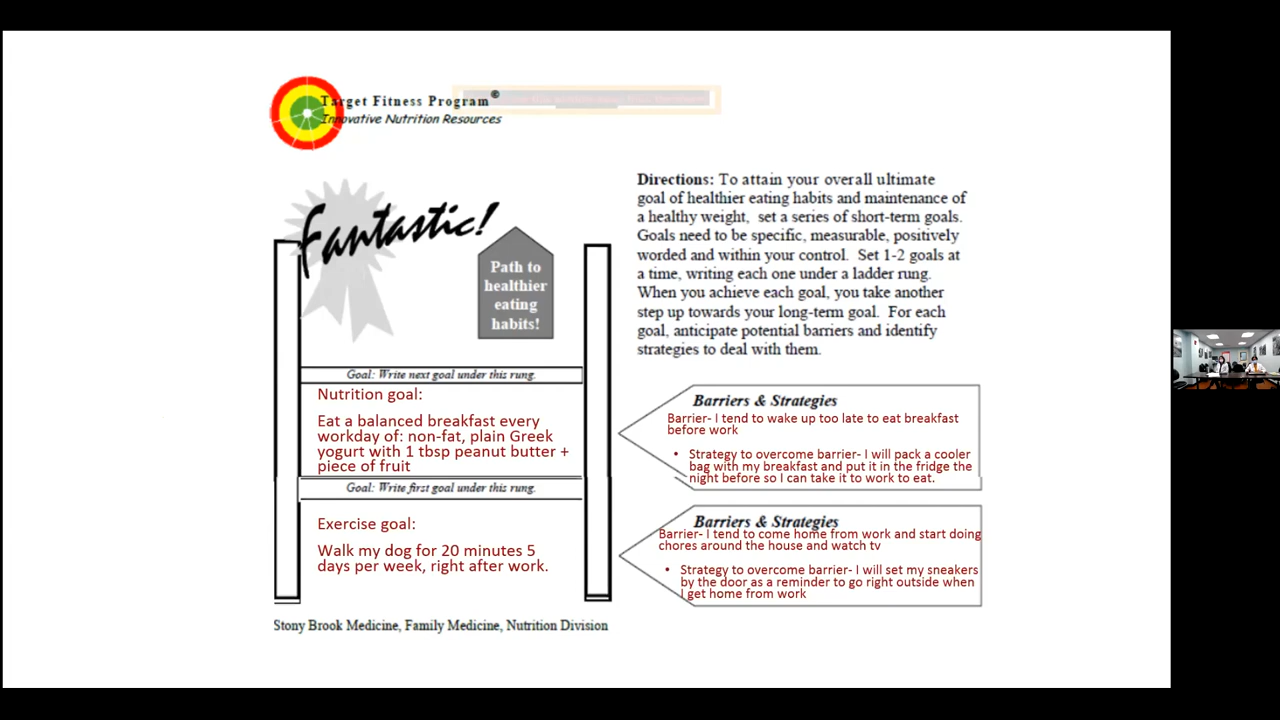 Target Fitness Program©
Innovative Nutrition Resources
Fantastic!
Path to
healthier
eating
habits!
Directions: To attain your overall ultimate
goal of healthier eating habits and maintenance of
a healthy weight, set a series of short-term goals.
Goals need to be specific, measurable, positively
worded and within your control. Set 1-2 goals at
a time, writing each one under a ladder rung.
When you achieve each goal, you take another
step up towards your long-term goal. For each
goal, anticipate potential barriers and identify
strategies to deal with them.
Goal: Write next goal under this rung.
Nutrition goal:
Eat a balanced breakfast every
workday of: non-fat, plain Greek
yogurt with 1 tbsp peanut butter +
piece of fruit
Barriers & Strategies
Barrier- I tend to wake up too late to eat breakfast
before work
• Strategy to overcome barrier- I will pack a cooler
bag with my breakfast and put it in the fridge the
night before so I can take it to work to eat.
Goal: Write first goal under this rung.
Exercise goal:
Walk my dog for 20 minutes 5
days per week, right after work.
Barriers & Strategies
Barrier- I tend to come home from work and start doing
chores around the house and watch tv
• Strategy to overcome barrier- I will set my sneakers
by the door as a reminder to go right outside when
I get home from work
Stony Brook Medicine, Family Medicine, Nutrition Division